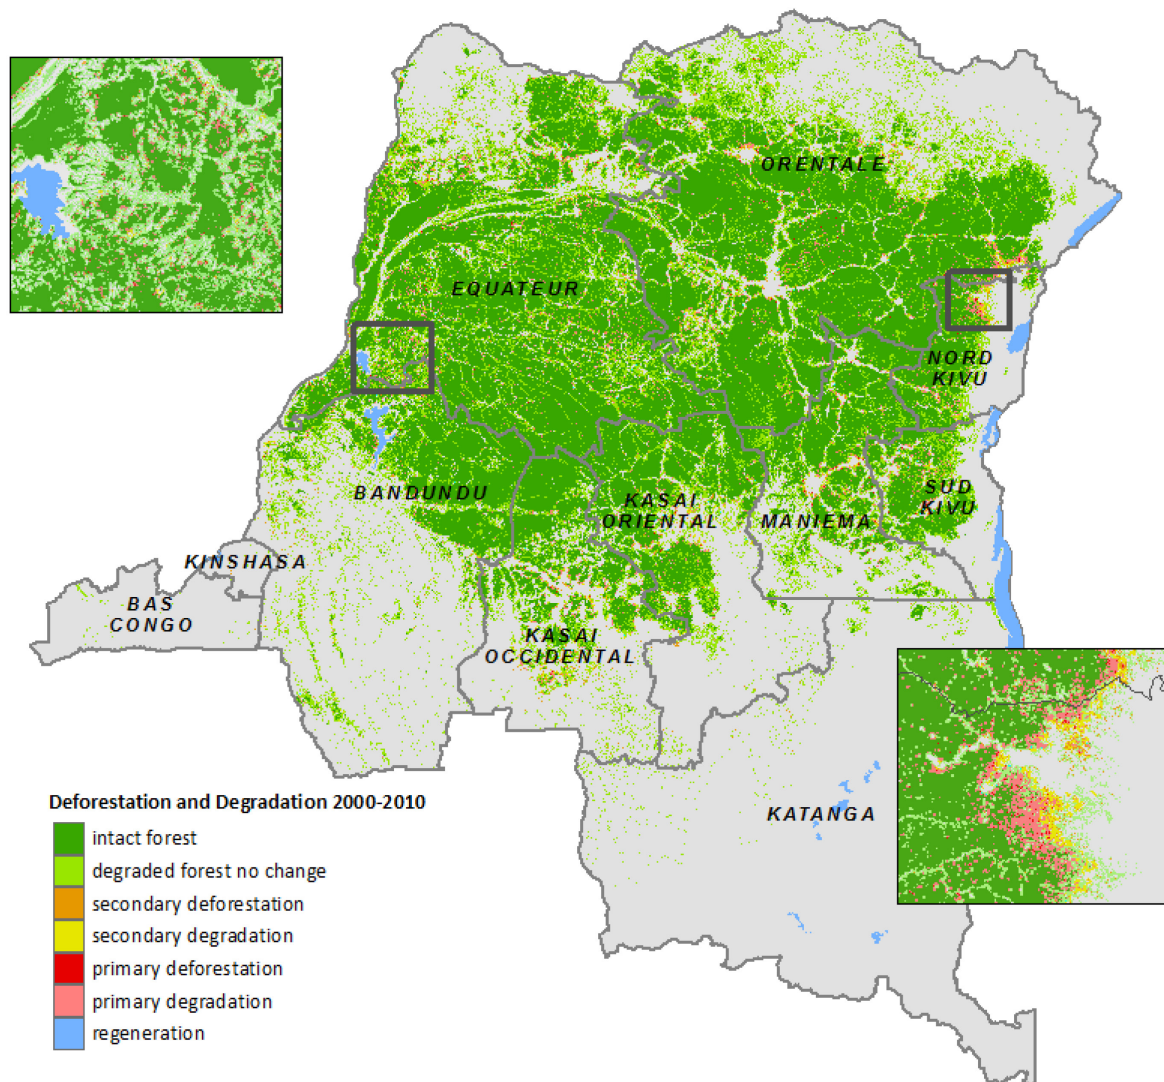 ORENTALE
EQUATEUR
NORD
KIVU
BANDUNDU
KASAI
ORIENTAL
MANIEMA
SUD
KIVU
KINSHASA
BAS
CONGO
KASAI
OCCIDENTAL
KATANGA
Deforestation and Degradation 2000-2010
intact forest
degraded forest no change
secondary deforestation
secondary degradation
primary deforestation
primary degradation
regeneration